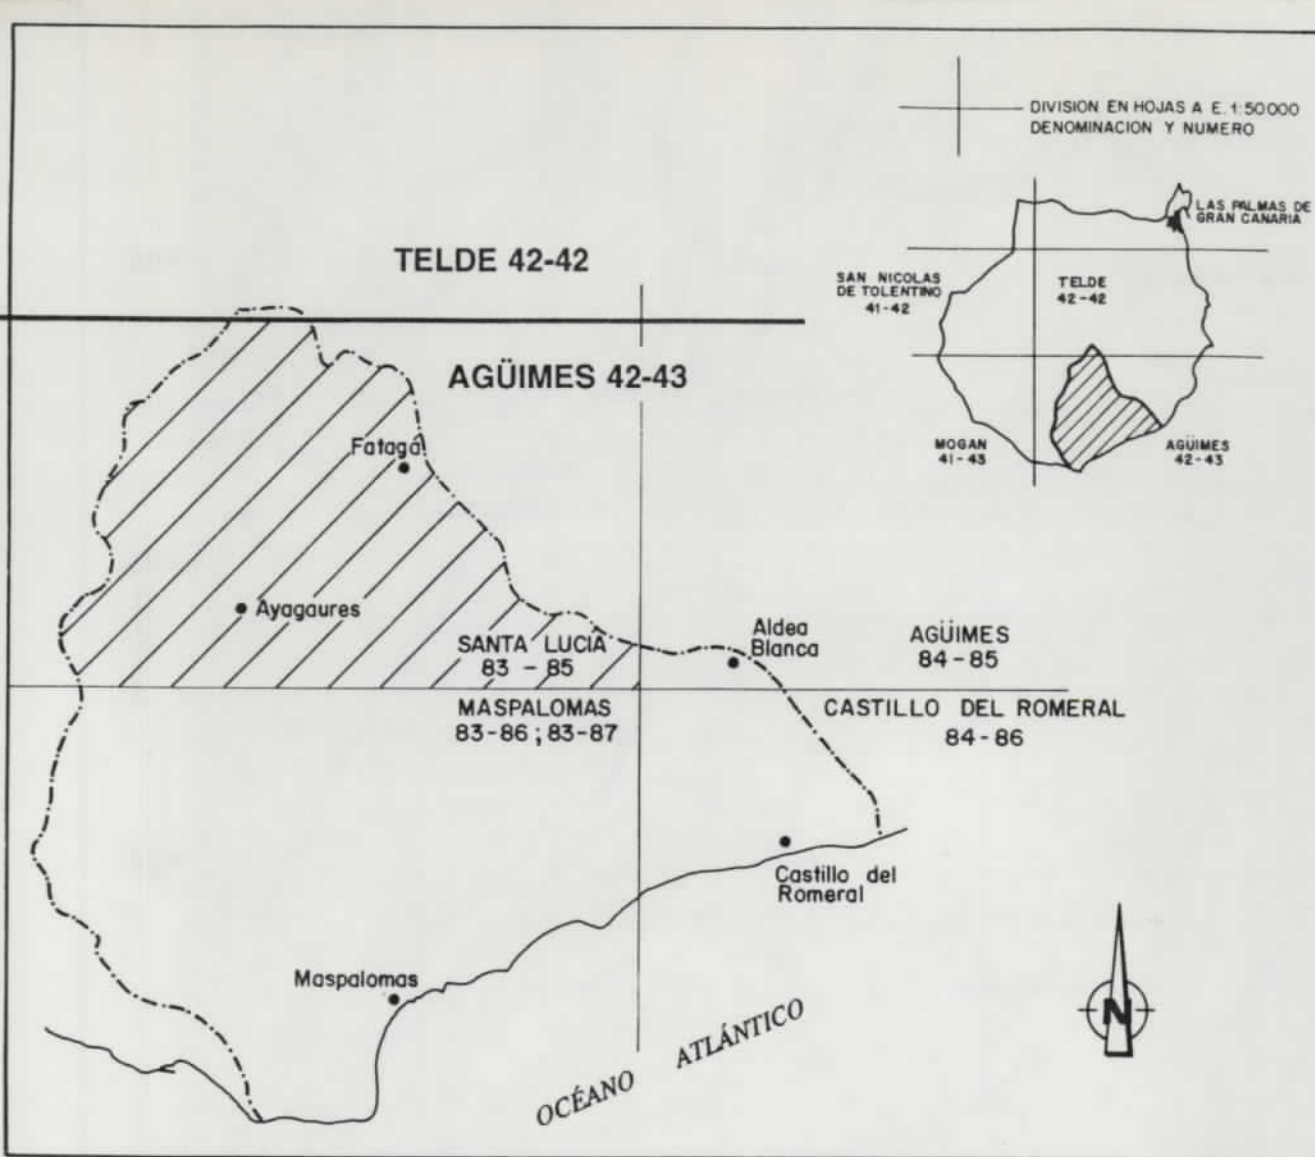 DIVISION EN HOJAS A E. 1:50000
DENOMINACION Y NUMERO
LAS PALMAS DE
GRAN CANARIA
SAN NICOLAS
DE TOLENTINO
41-42
TELDE
42-42
MOGAN
41-43
AGÜIMES
42-43
TELDE 42-42
AGÜIMES 42-43
Fatagá
Ayagaures
SANTA LUCIA
83 - 85
Aldea
Blanca
AGÜIMES
84-85
MASPALOMAS
83-86 ; 83-87
CASTILLO DEL ROMERAL
84-86
Castillo del
Romeral
Maspalomas
OCÉANO ATLÁNTICO
N